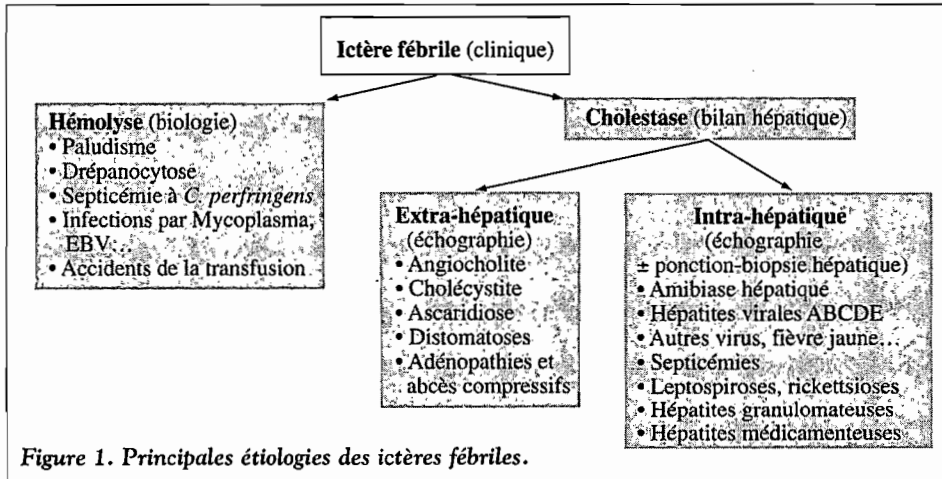 Ictère fébrile (clinique)
Hémolyse (biologie)
• Paludisme
• Drépanocytose
• Septicémie à C. perfringens
• Infections par Mycoplasma,
EBV...
• Accidents de la transfusion
Cholestase (bilan hépatique)
Extra-hépatique
(échographie)
• Angiocholite
• Cholécystite
• Ascaridiose
• Distomatoses
• Adénopathies et
abcès compressifs
Intra-hépatique
(échographie
± ponction-biopsie hépatique)
• Amibiase hépatique
• Hépatites virales ABCDE
• Autres virus, fièvre jaune...
• Septicémies
• Leptospiroses, rickettsioses
• Hépatites granulomateuses
• Hépatites médicamenteuses
Figure 1. Principales étiologies des ictères fébriles.